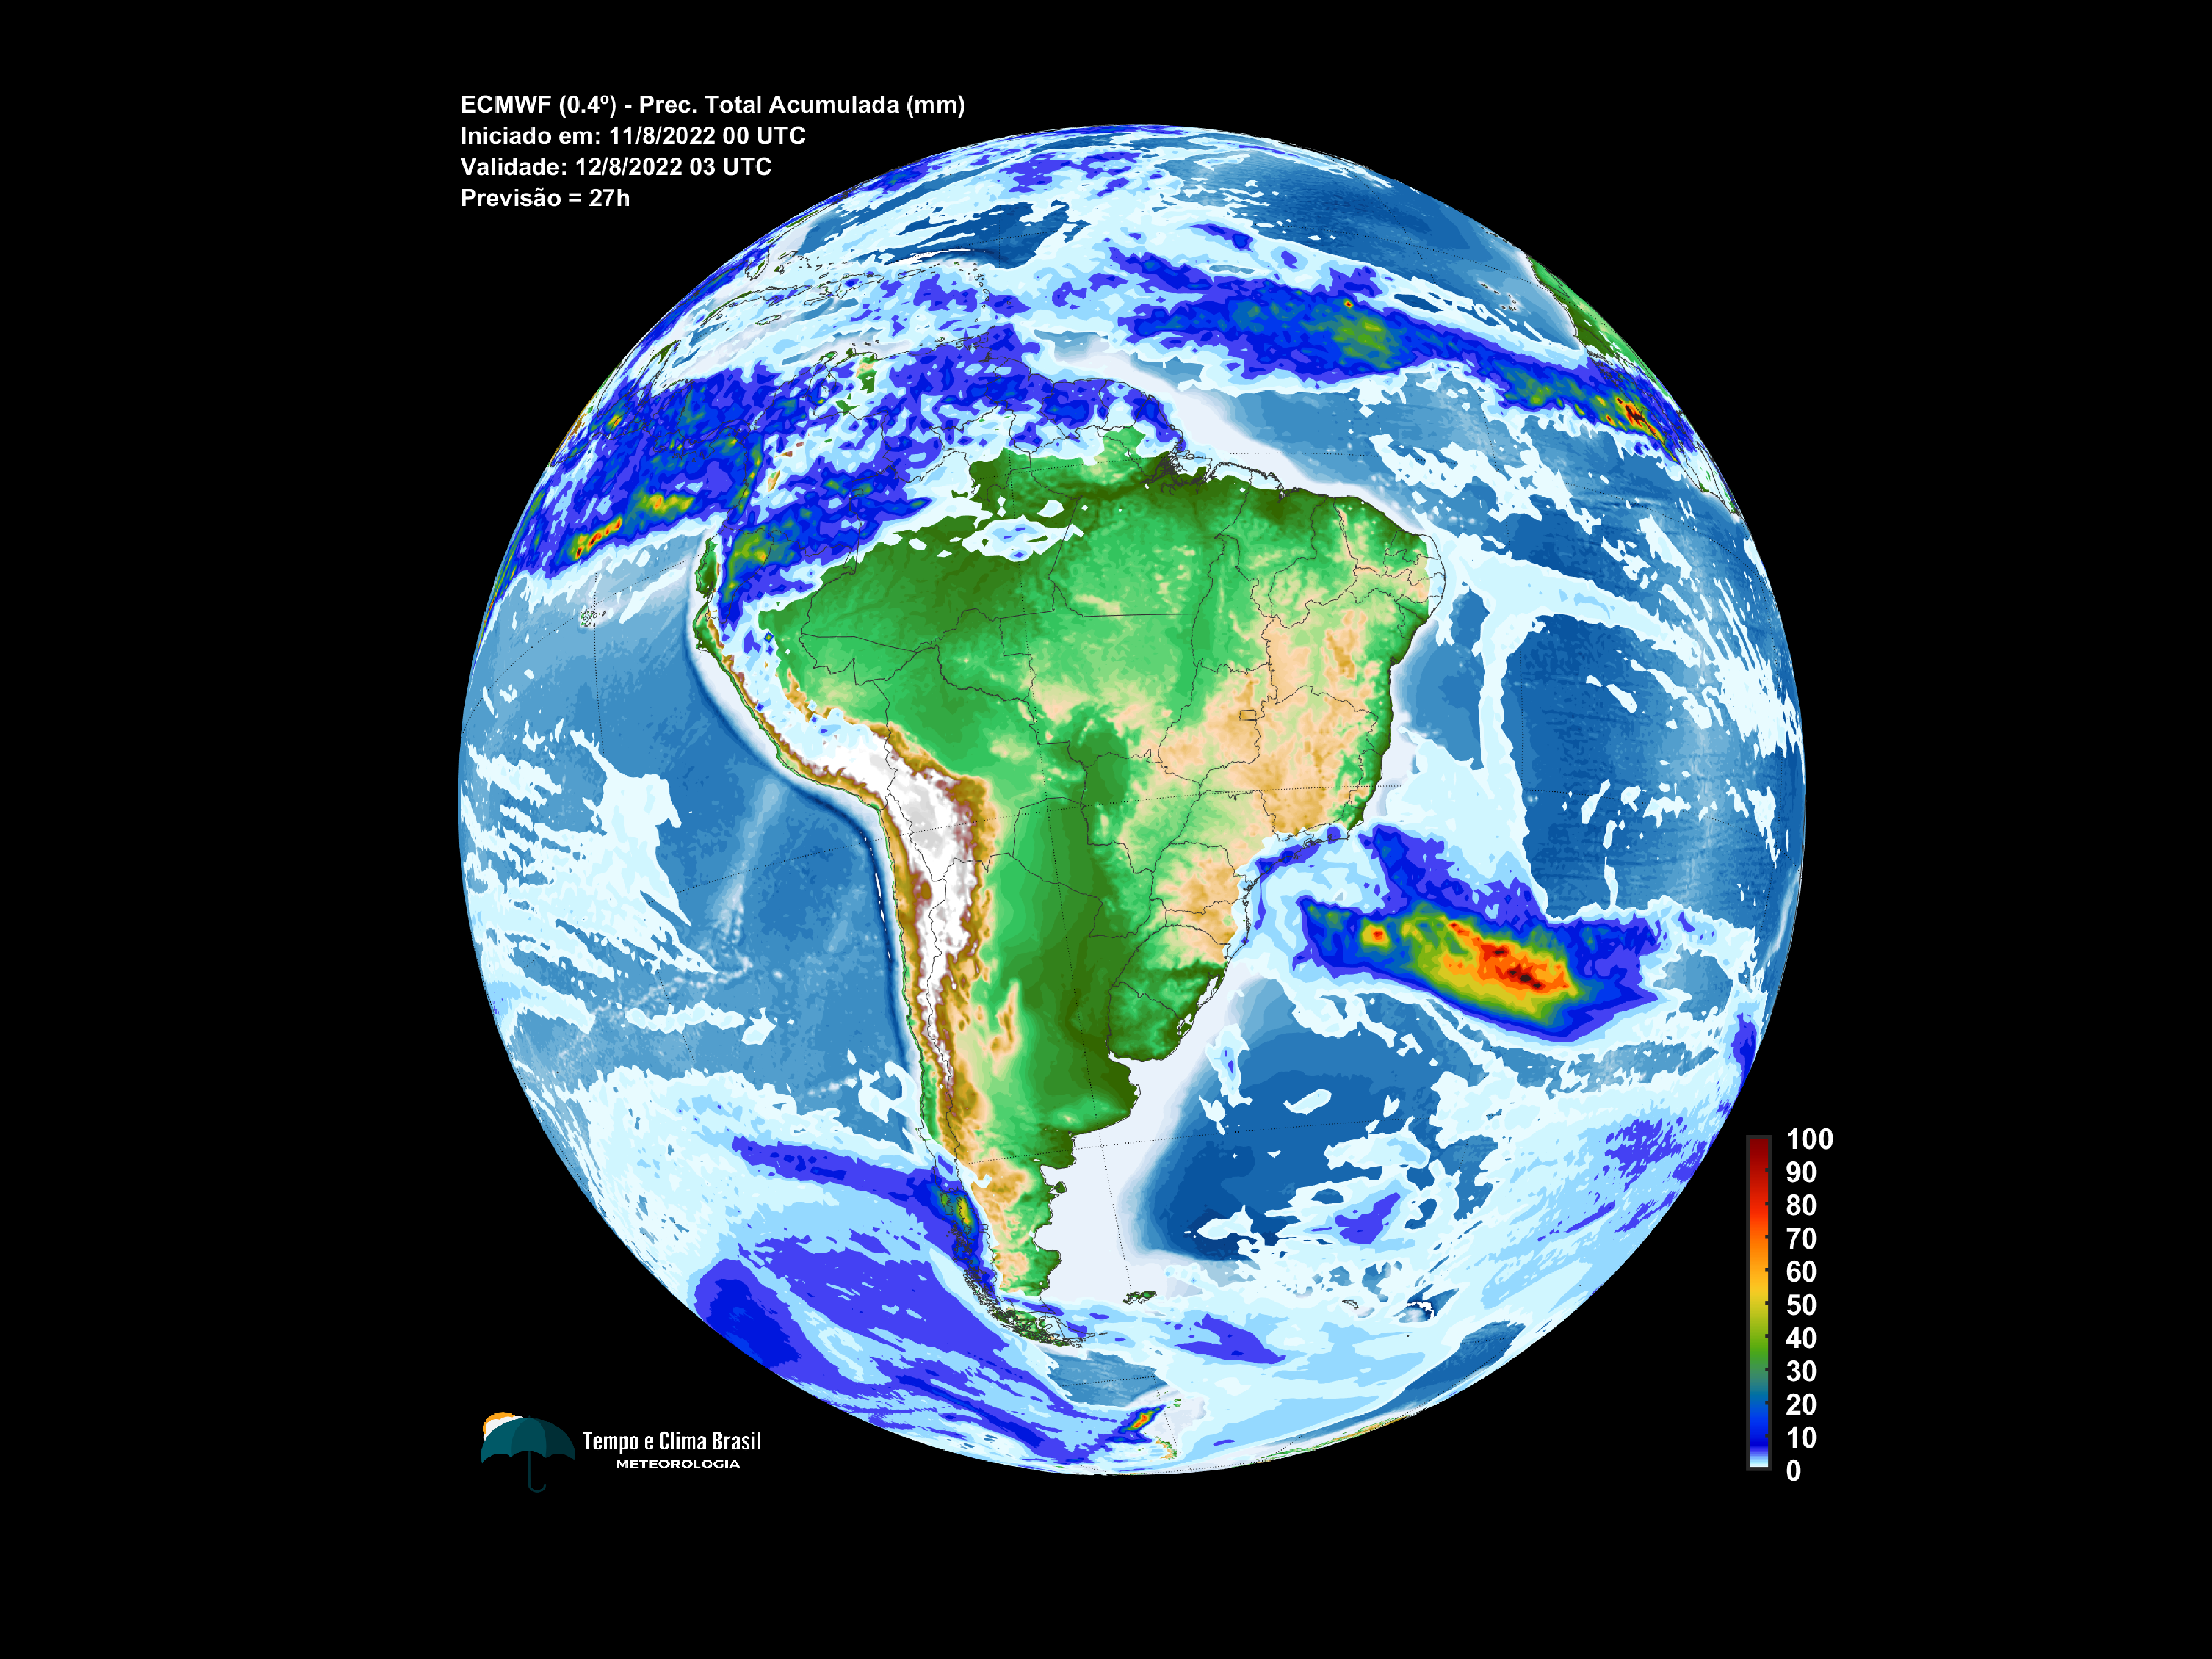 ECMWF (0.4º) - Prec. Total Acumulada (mm)
Iniciado em: 11/8/2022 00 UTC
Validade: 12/8/2022 03 UTC
Previsão = 27h
100
90
80
70
60
50
40
30
20
10
0
Tempo e Clima Brasil
METEOROLOGIA